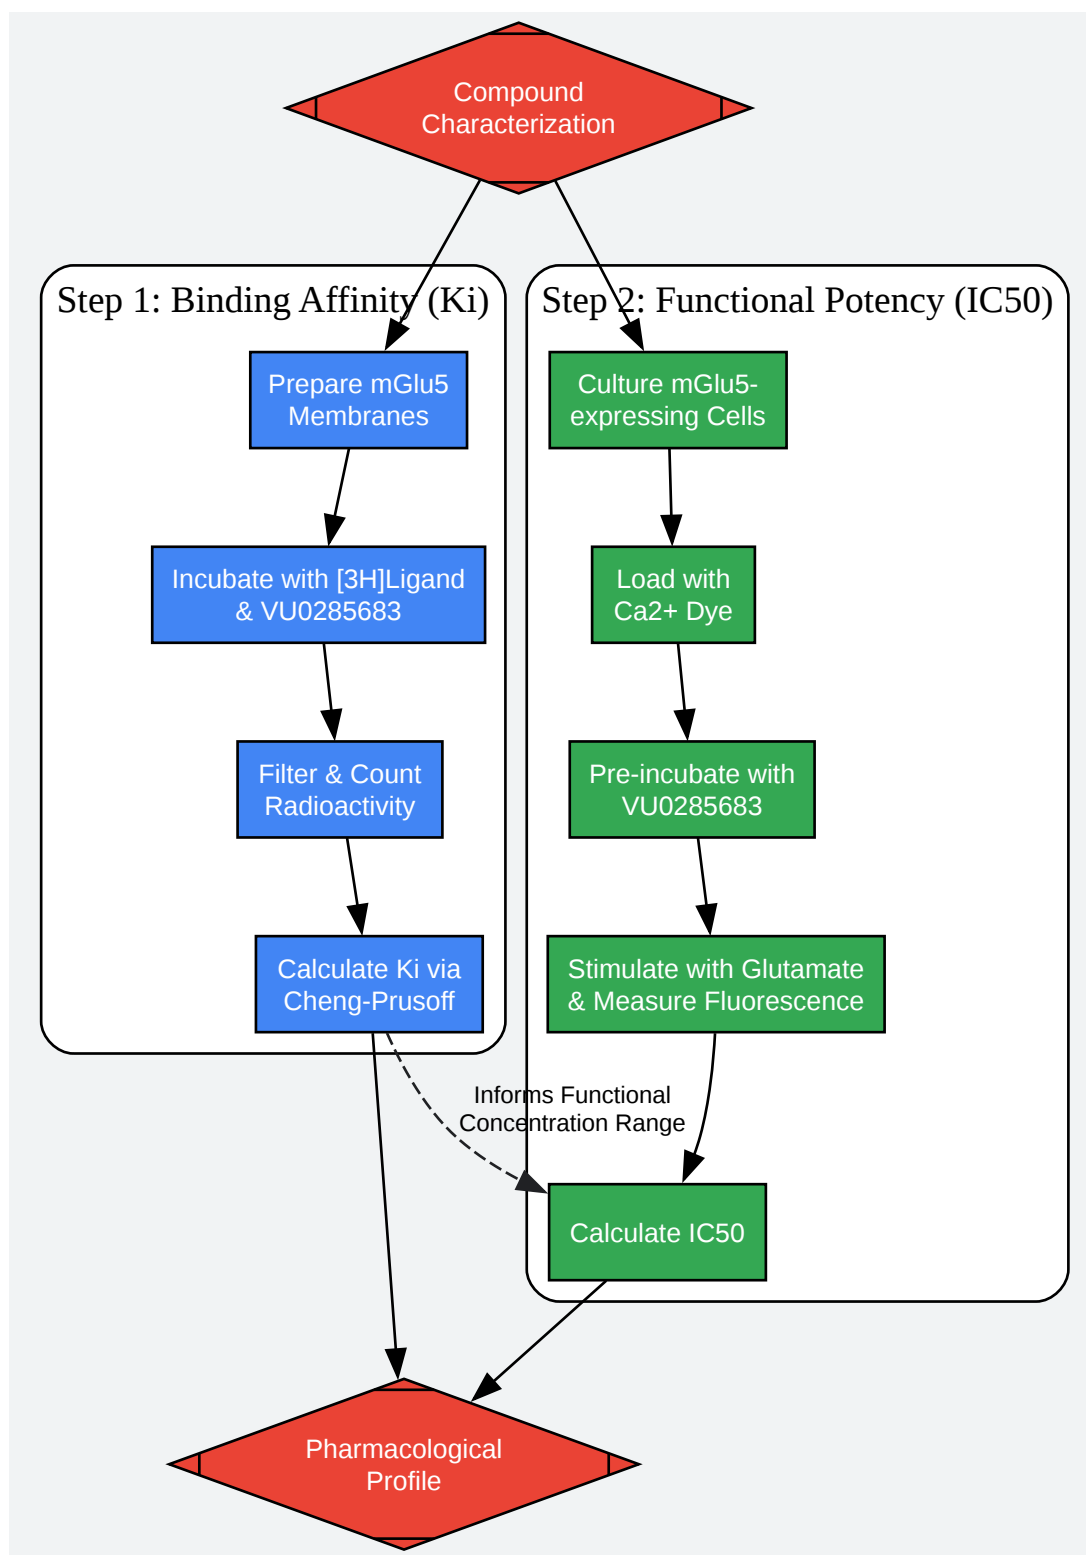 Compound
Characterization
Step 1: Binding Affinity (Ki)
Prepare mGlu5
Membranes
Incubate with [3H]Ligand
& VU0285683
Filter & Count
Radioactivity
Calculate Ki via
Cheng-Prusoff
Step 2: Functional Potency (IC50)
Culture mGlu5-
expressing Cells
Load with
Ca2+ Dye
Pre-incubate with
VU0285683
Stimulate with Glutamate
& Measure Fluorescence
Informs Functional
Concentration Range
Calculate IC50
Pharmacological
Profile